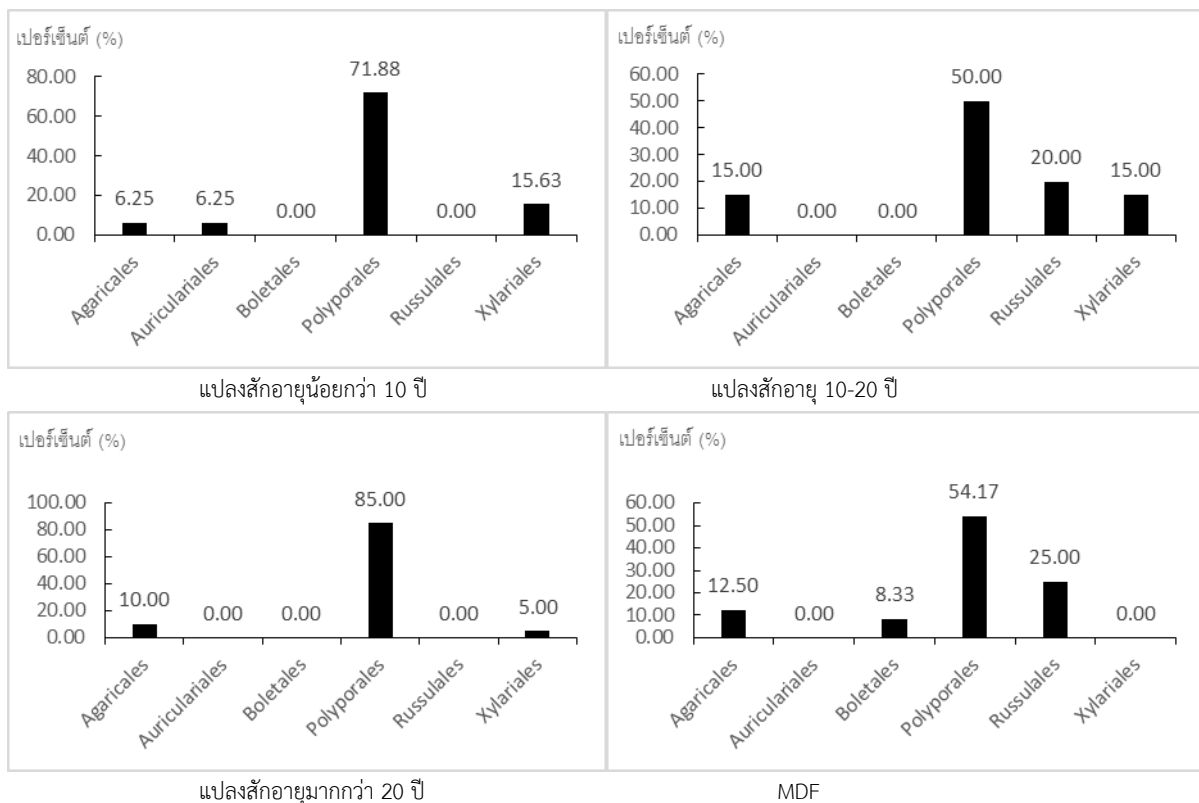 เปอร์เซ็นต์ (%)
80.00
60.00
40.00
20.00
0.00
6.25
6.25
0.00
71.88
0.00
15.63
Agaricales
Auriculariales
Boletales
Polyporales
Russulales
Xylariales
แปลงสักอายุน้อยกว่า 10 ปี
เปอร์เซ็นต์ (%)
60.00
50.00
40.00
30.00
20.00
10.00
0.00
15.00
0.00
0.00
50.00
20.00
15.00
Agaricales
Auriculariales
Boletales
Polyporales
Russulales
Xylariales
แปลงสักอายุ 10-20 ปี
เปอร์เซ็นต์ (%)
100.00
80.00
60.00
40.00
20.00
0.00
10.00
0.00
0.00
85.00
0.00
5.00
Agaricales
Auriculariales
Boletales
Polyporales
Russulales
Xylariales
แปลงสักอายุมากกว่า 20 ปี
เปอร์เซ็นต์ (%)
60.00
50.00
40.00
30.00
20.00
10.00
0.00
12.50
0.00
8.33
54.17
25.00
0.00
Agaricales
Auriculariales
Boletales
Polyporales
Russulales
Xylariales
MDF